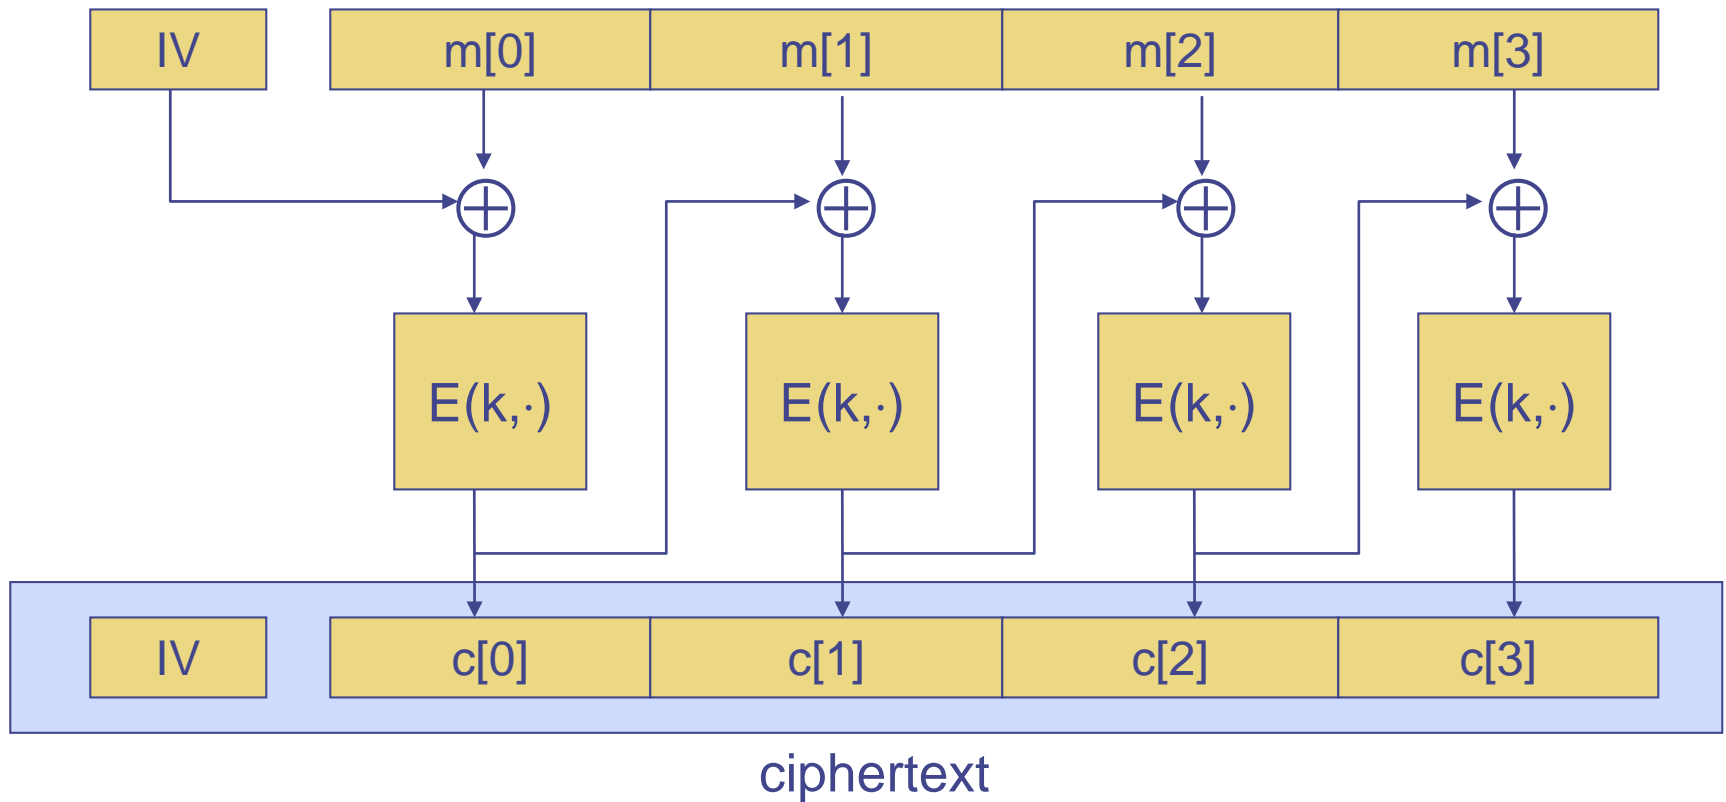 IV m[0] m[1] m[2] m[3]
E(k,·) E(k,·) E(k,·) E(k,·)
IV c[0] c[1] c[2] c[3]
ciphertext